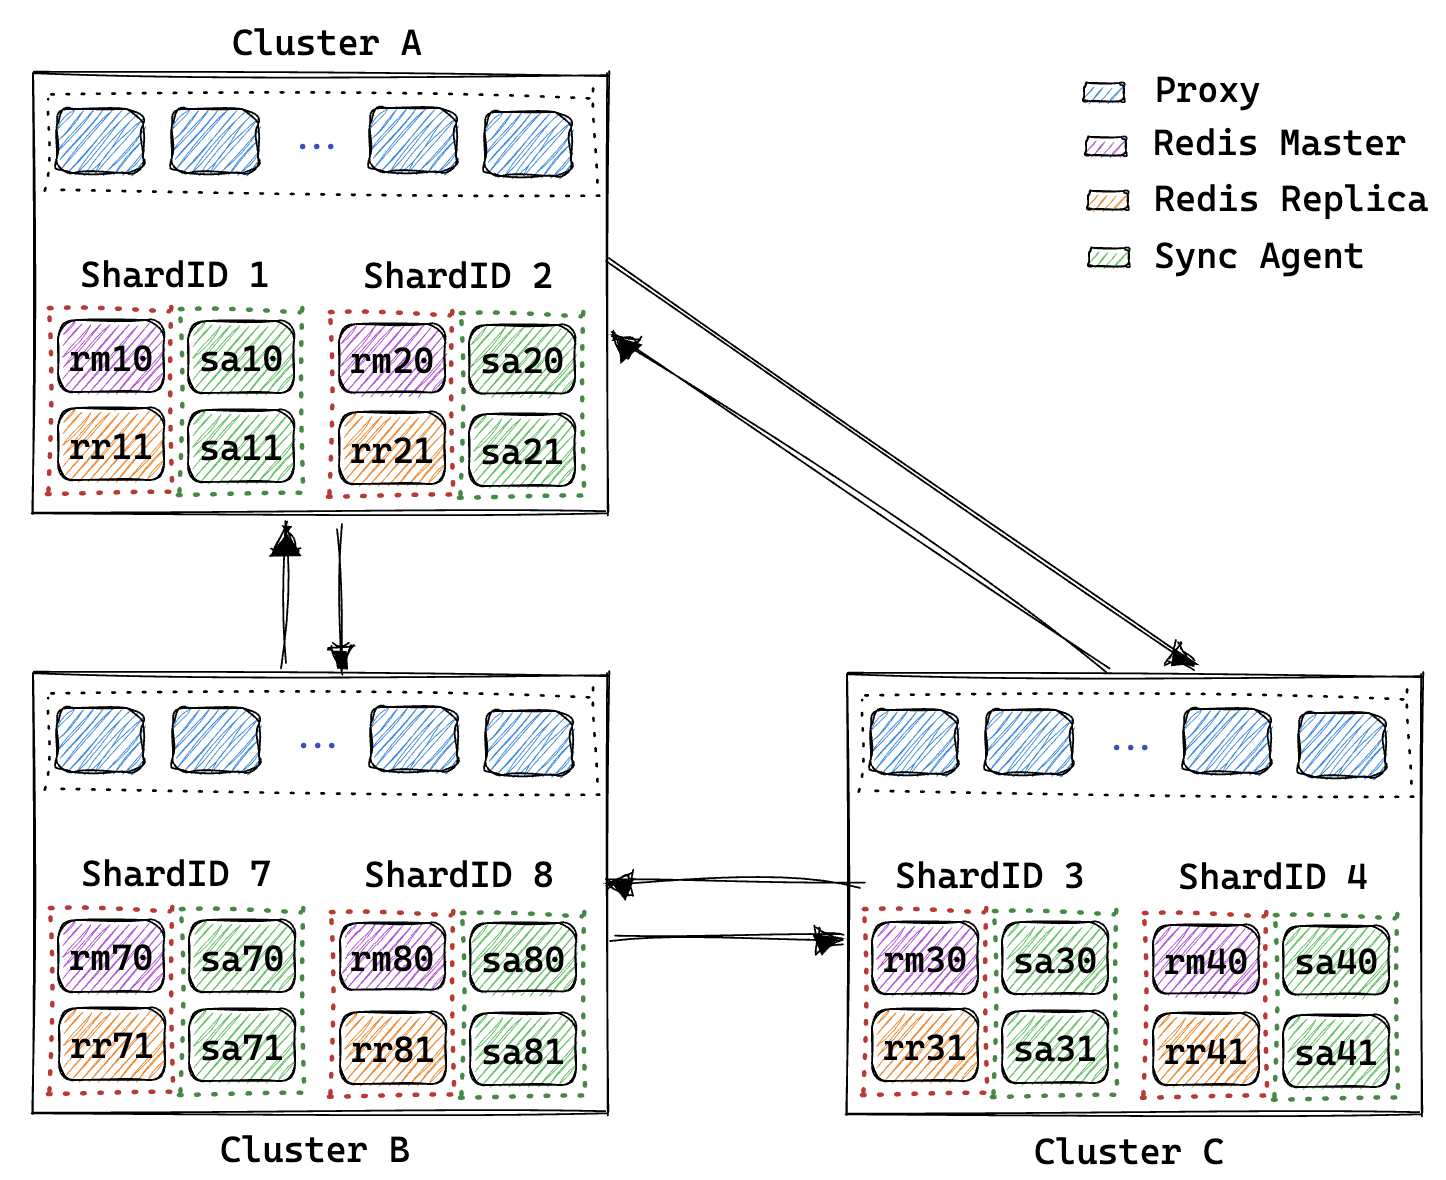 Cluster A
Proxy
Redis Master
Redis Replica
Sync Agent
...
ShardID 1 ShardID 2
rm10 sa10 rm20 sa20
rr11 sa11 rr21 sa21
...
ShardID 7 ShardID 8
rm70 sa70 rm80 sa80
rr71 sa71 rr81 sa81
Cluster B
...
ShardID 3 ShardID 4
rm30 sa30 rm40 sa40
rr31 sa31 rr41 sa41
Cluster C